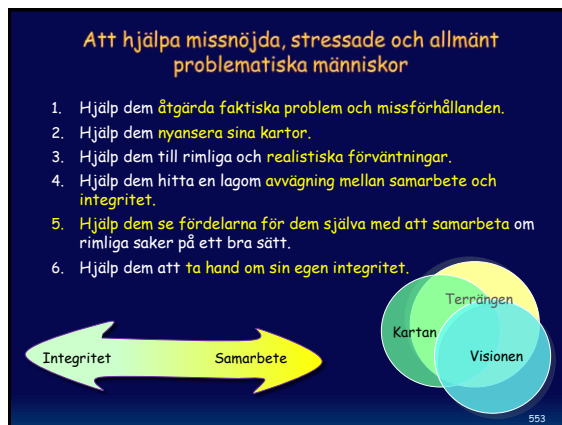 Att hjälpa missnöjda, stressade och allmänt
problematiska människor
1. Hjälp dem åtgärda faktiska problem och missförhållanden.
2. Hjälp dem nyansera sina kartor.
3. Hjälp dem till rimliga och realistiska förväntningar.
4. Hjälp dem hitta en lagom avvägning mellan samarbete och
integritet.
5. Hjälp dem se fördelarna för dem själva med att samarbeta om
rimliga saker på ett bra sätt.
6. Hjälp dem att ta hand om sin egen integritet.
Terrängen
Kartan
Visionen
Integritet
Samarbete
553